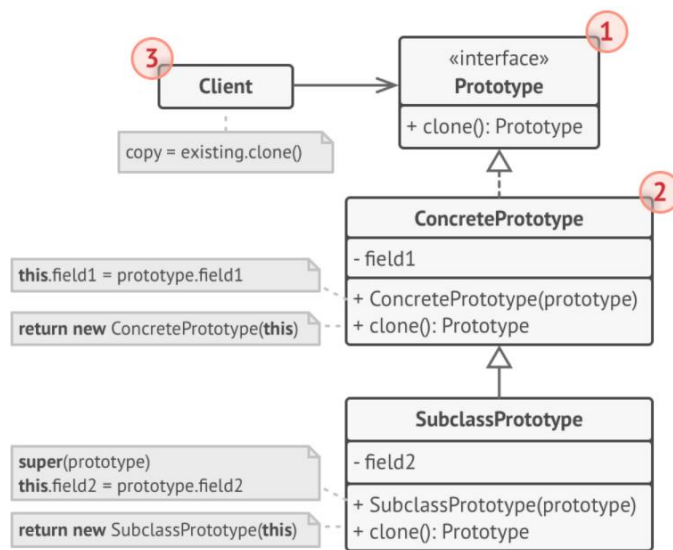 1
«interface»
Prototype
+ clone(): Prototype
3
Client
copy = existing.clone()
2
ConcretePrototype
- field1
+ ConcretePrototype(prototype)
+ clone(): Prototype
this.field1 = prototype.field1
return new ConcretePrototype(this)
SubclassPrototype
- field2
+ SubclassPrototype(prototype)
+ clone(): Prototype
super(prototype)
this.field2 = prototype.field2
return new SubclassPrototype(this)